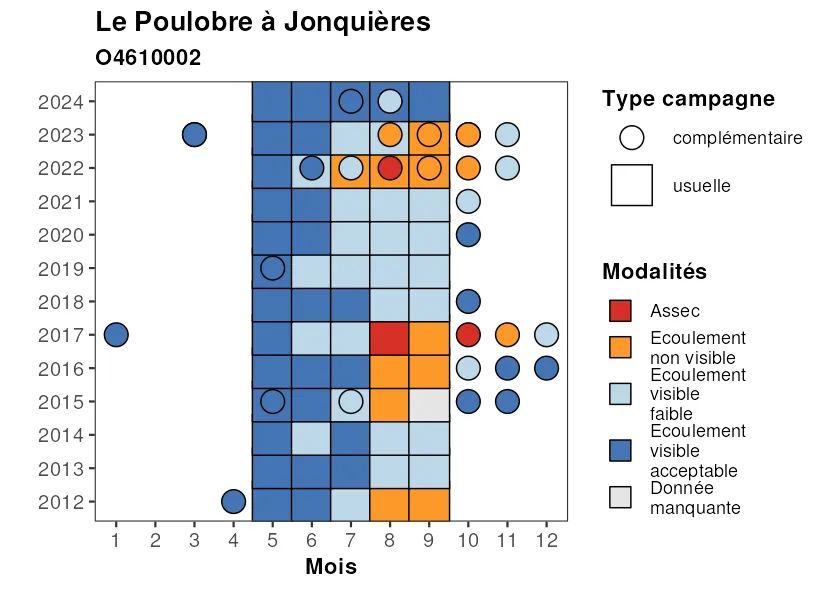 Le Poulobre à Jonquières
O4610002
2024
2023
2022
2021
2020
2019
2018
2017
2016
2015
2014
2013
2012
1 2 3 4 5 6 7 8 9 10 11 12
Mois
Type campagne
complémentaire
usuelle
Modalités
Assec
Ecoulement
non visible
Ecoulement
visible
faible
Ecoulement
visible
acceptable
Donnée
manquante